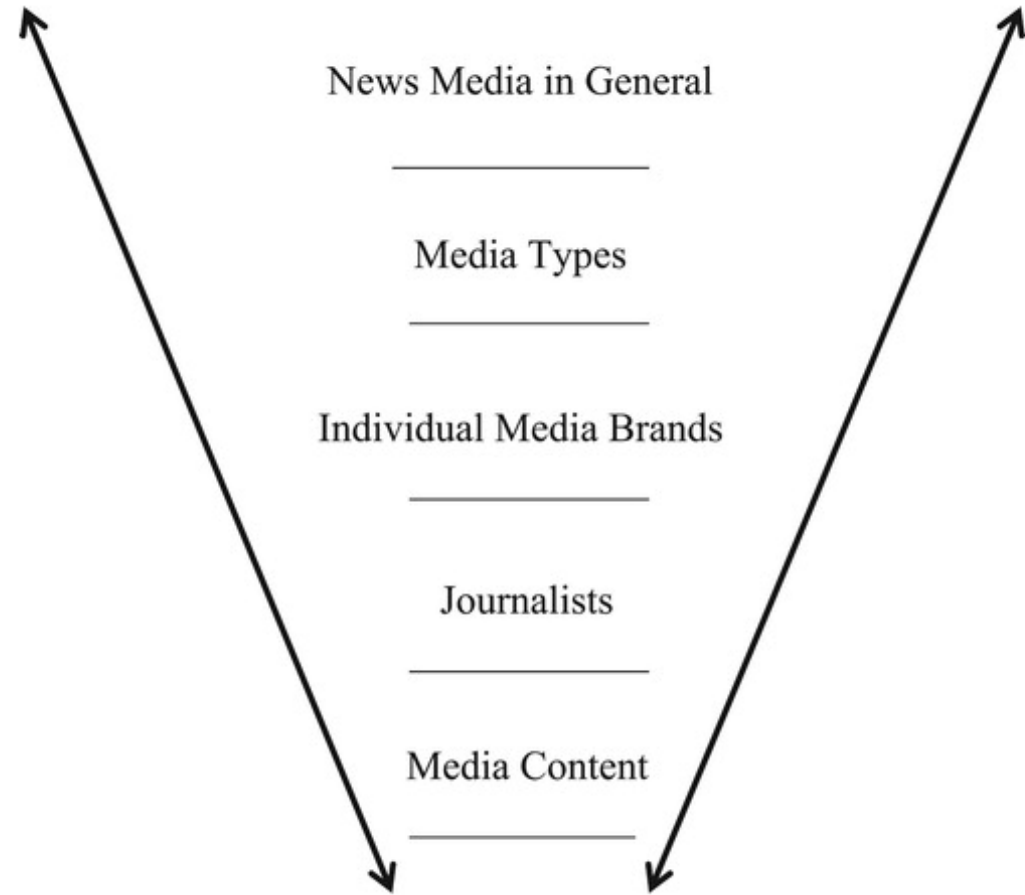 News Media in General
Media Types
Individual Media Brands
Journalists
Media Content